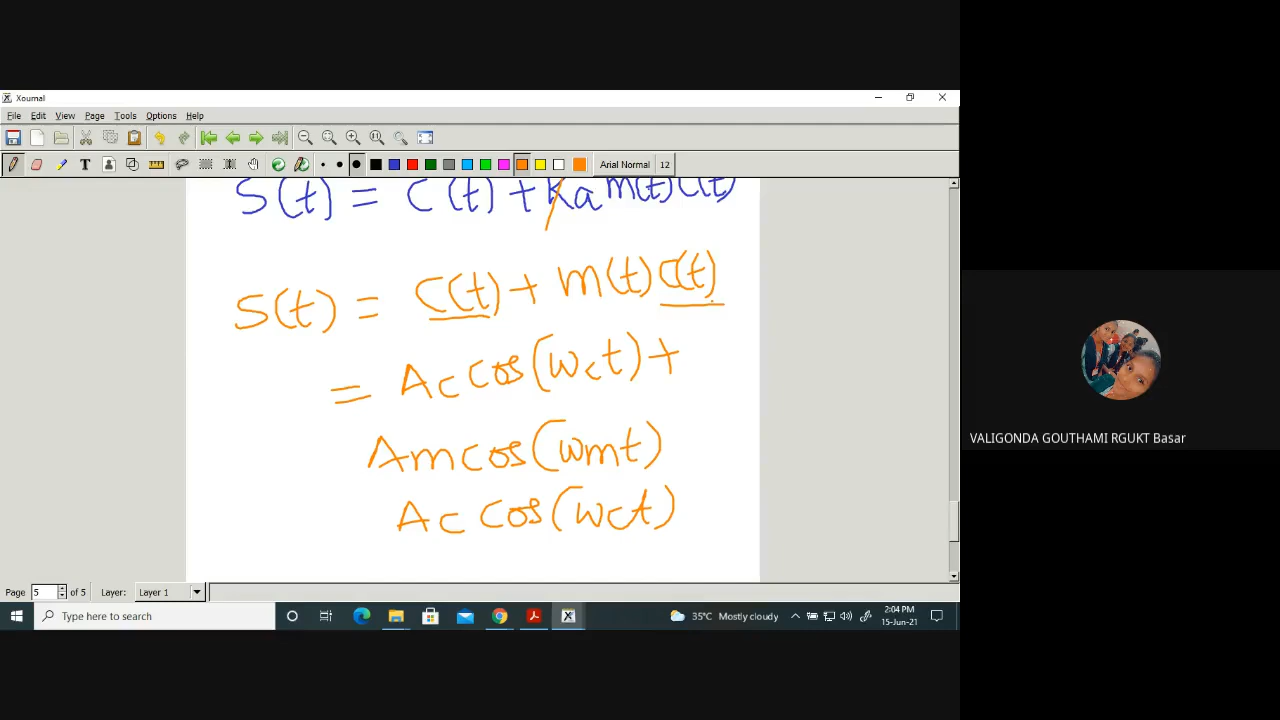 Xournal
File Edit View Page Tools Options Help
Arial Normal 12
S(t) = C(t) + Ka m(t) C(t)
S(t) = C(t) + m(t) C(t)
= Ac cos(wct) +
Am cos(wmt)
Ac cos(wct)
VALIGONDA GOUTHAMI RGUKT Basar
Page 5 of 5 Layer: Layer 1
Type here to search
35°C Mostly cloudy
2:04 PM
15-Jun-21